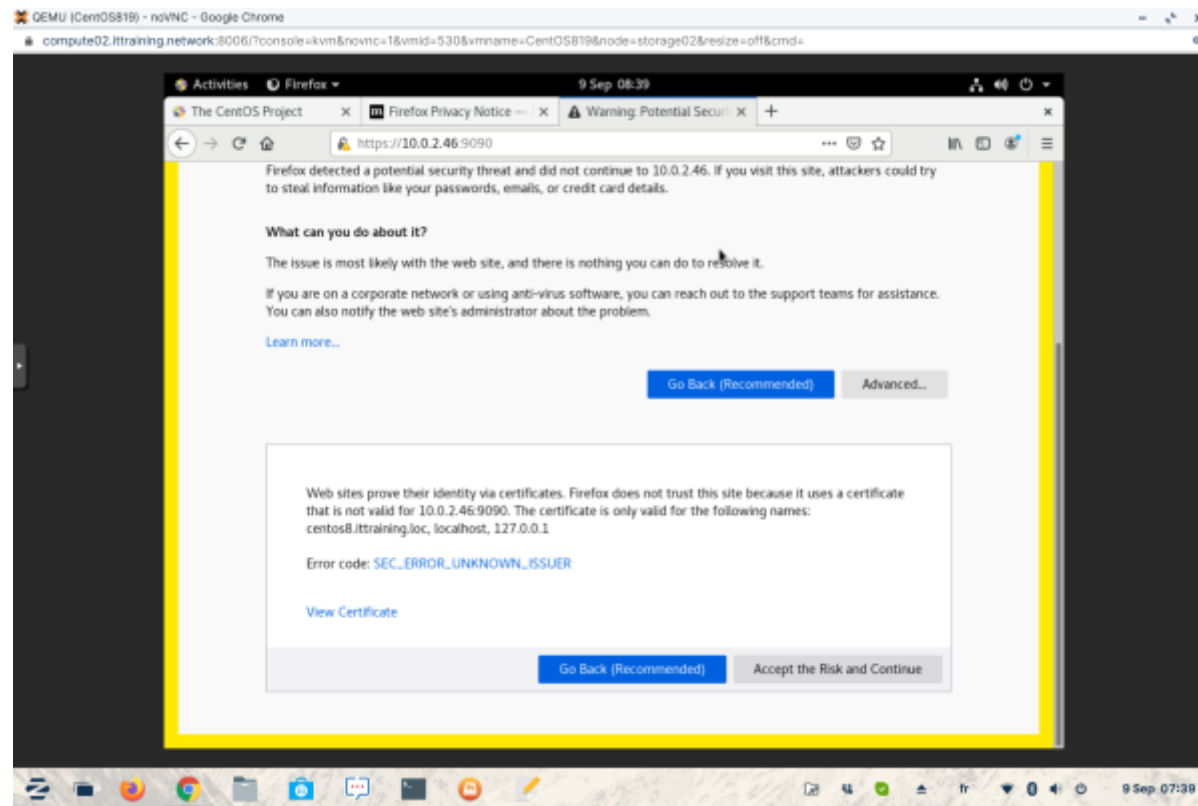 QEMU (CentOS819) - noVNC - Google Chrome
compute02.ittraining.network:8006/?console=kvm&novnc=1&vmid=530&vmname=CentOS819&node=storage02&resize=off&cmd=
Activities Firefox 9 Sep 08:39
The CentOS Project Firefox Privacy Notice — Warning: Potential Securi
https://10.0.2.46:9090
Firefox detected a potential security threat and did not continue to 10.0.2.46. If you visit this site, attackers could try
to steal information like your passwords, emails, or credit card details.
What can you do about it?
The issue is most likely with the web site, and there is nothing you can do to resolve it.
If you are on a corporate network or using anti-virus software, you can reach out to the support teams for assistance.
You can also notify the web site's administrator about the problem.
Learn more...
Go Back (Recommended) Advanced...
Web sites prove their identity via certificates. Firefox does not trust this site because it uses a certificate
that is not valid for 10.0.2.46:9090. The certificate is only valid for the following names:
centos8.ittraining.loc, localhost, 127.0.0.1
Error code: SEC_ERROR_UNKNOWN_ISSUER
View Certificate
Go Back (Recommended) Accept the Risk and Continue
fr 9 Sep 07:39